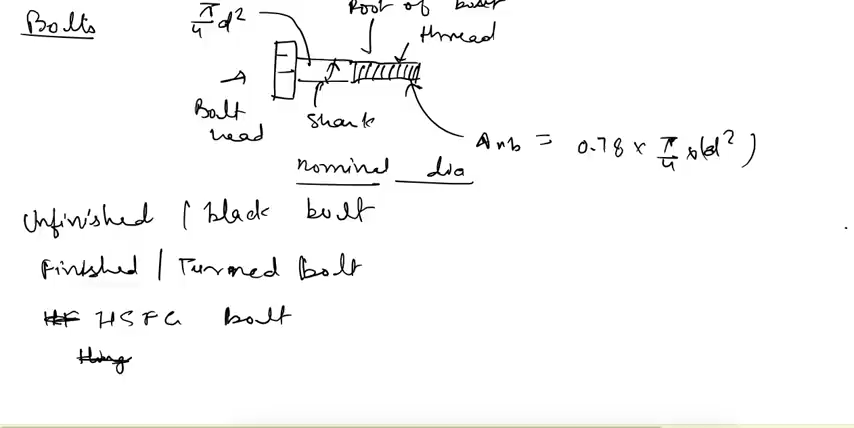 Root of bolt
Bolts
π/4 d²
thread
Bolt head
Shank
Anb = 0.78 × π/4 × (d²)
nominal dia
Unfinished / black bolt
Finished / Turned bolt
HSFG bolt